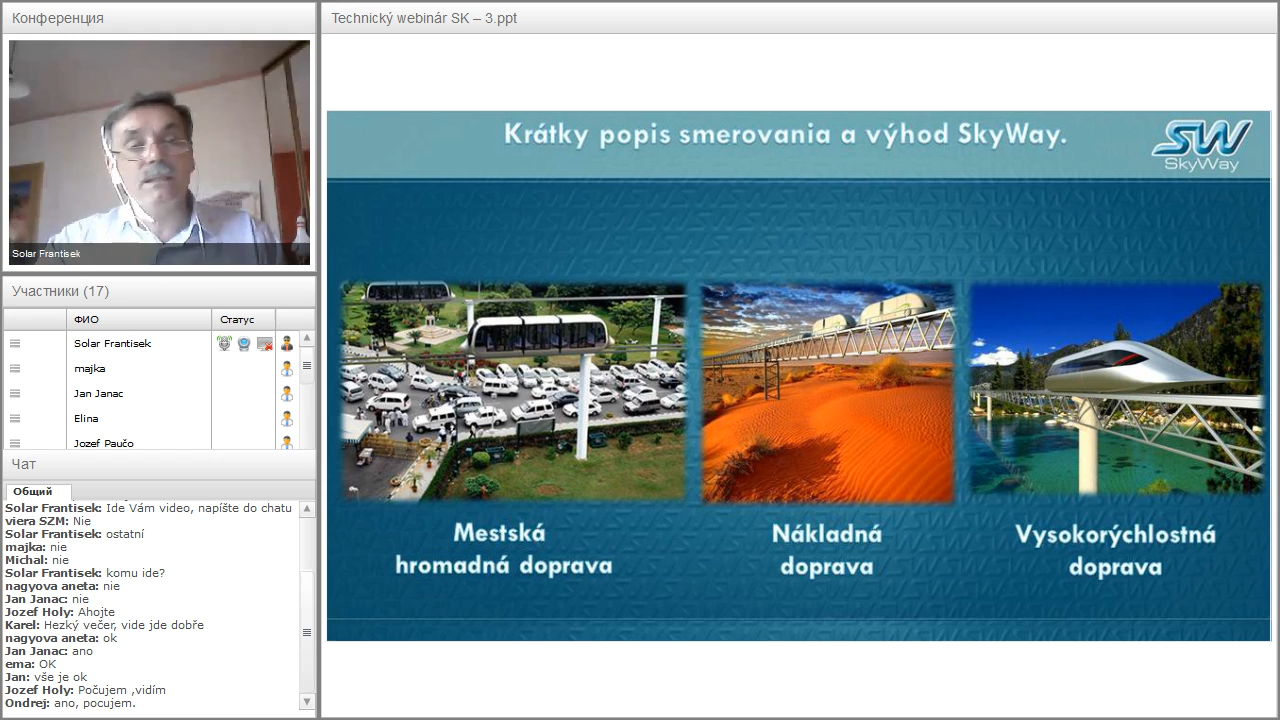 Конференция
Solar Frantisek
Участники (17)
ФИО
Статус
Solar Frantisek
majka
Jan Janac
Elina
Jozef Paučo
Чат
Общий
Solar Frantisek: Ide Vám video, napíšte do chatu
viera SZM: Nie
Solar Frantisek: ostatní
majka: nie
Michal: nie
Solar Frantisek: komu ide?
nagyova aneta: nie
Jan Janac: nie
Jozef Holy: Ahojte
Karel: Hezký večer, vide jde dobře
nagyova aneta: ok
Jan Janac: ano
ema: OK
Jan: vše je ok
Jozef Holy: Počujem ,vidím
Ondrej: ano, pocujem.
Technický webinár SK – 3.ppt
Krátky popis smerovania a výhod SkyWay.
SW
SkyWay
Mestská
hromadná doprava
Nákladná
doprava
Vysokorýchlostná
doprava